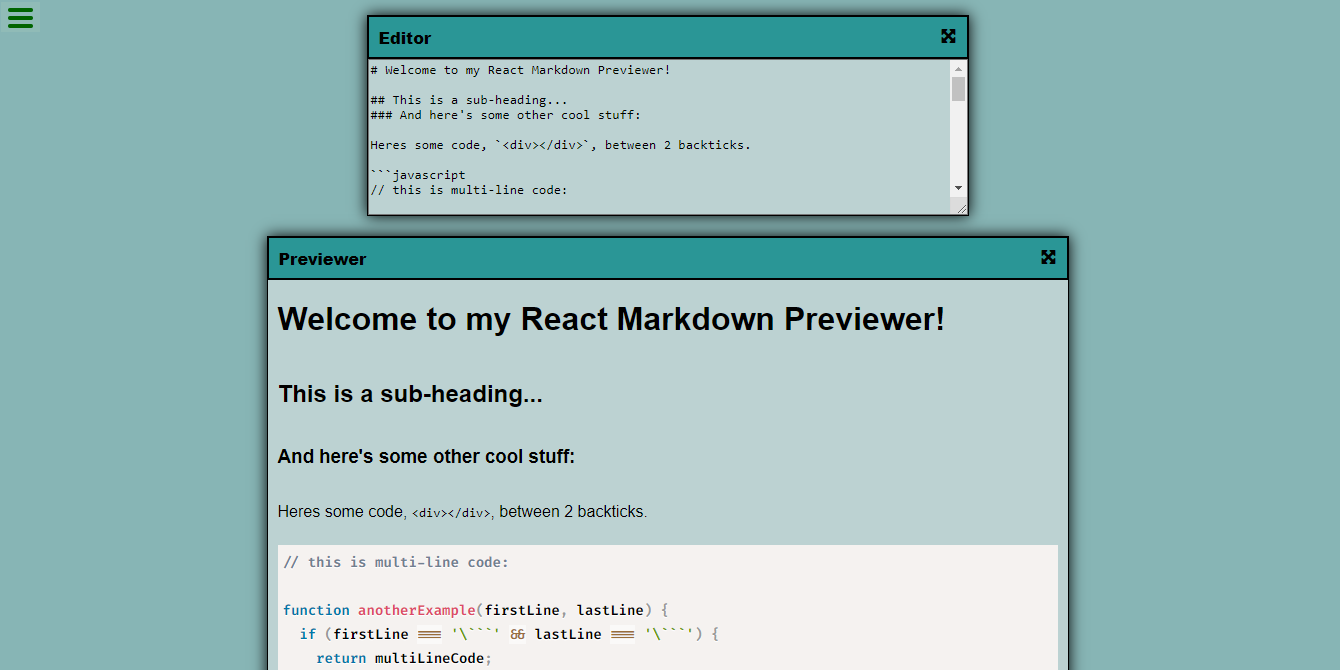 Editor
# Welcome to my React Markdown Previewer!
## This is a sub-heading...
### And here's some other cool stuff:
Heres some code, `<div></div>`, between 2 backticks.
```javascript
// this is multi-line code:
Previewer
Welcome to my React Markdown Previewer!
This is a sub-heading...
And here's some other cool stuff:
Heres some code, <div></div>, between 2 backticks.
// this is multi-line code:
function anotherExample(firstLine, lastLine) {
  if (firstLine === '\```' && lastLine === '\```') {
    return multiLineCode;